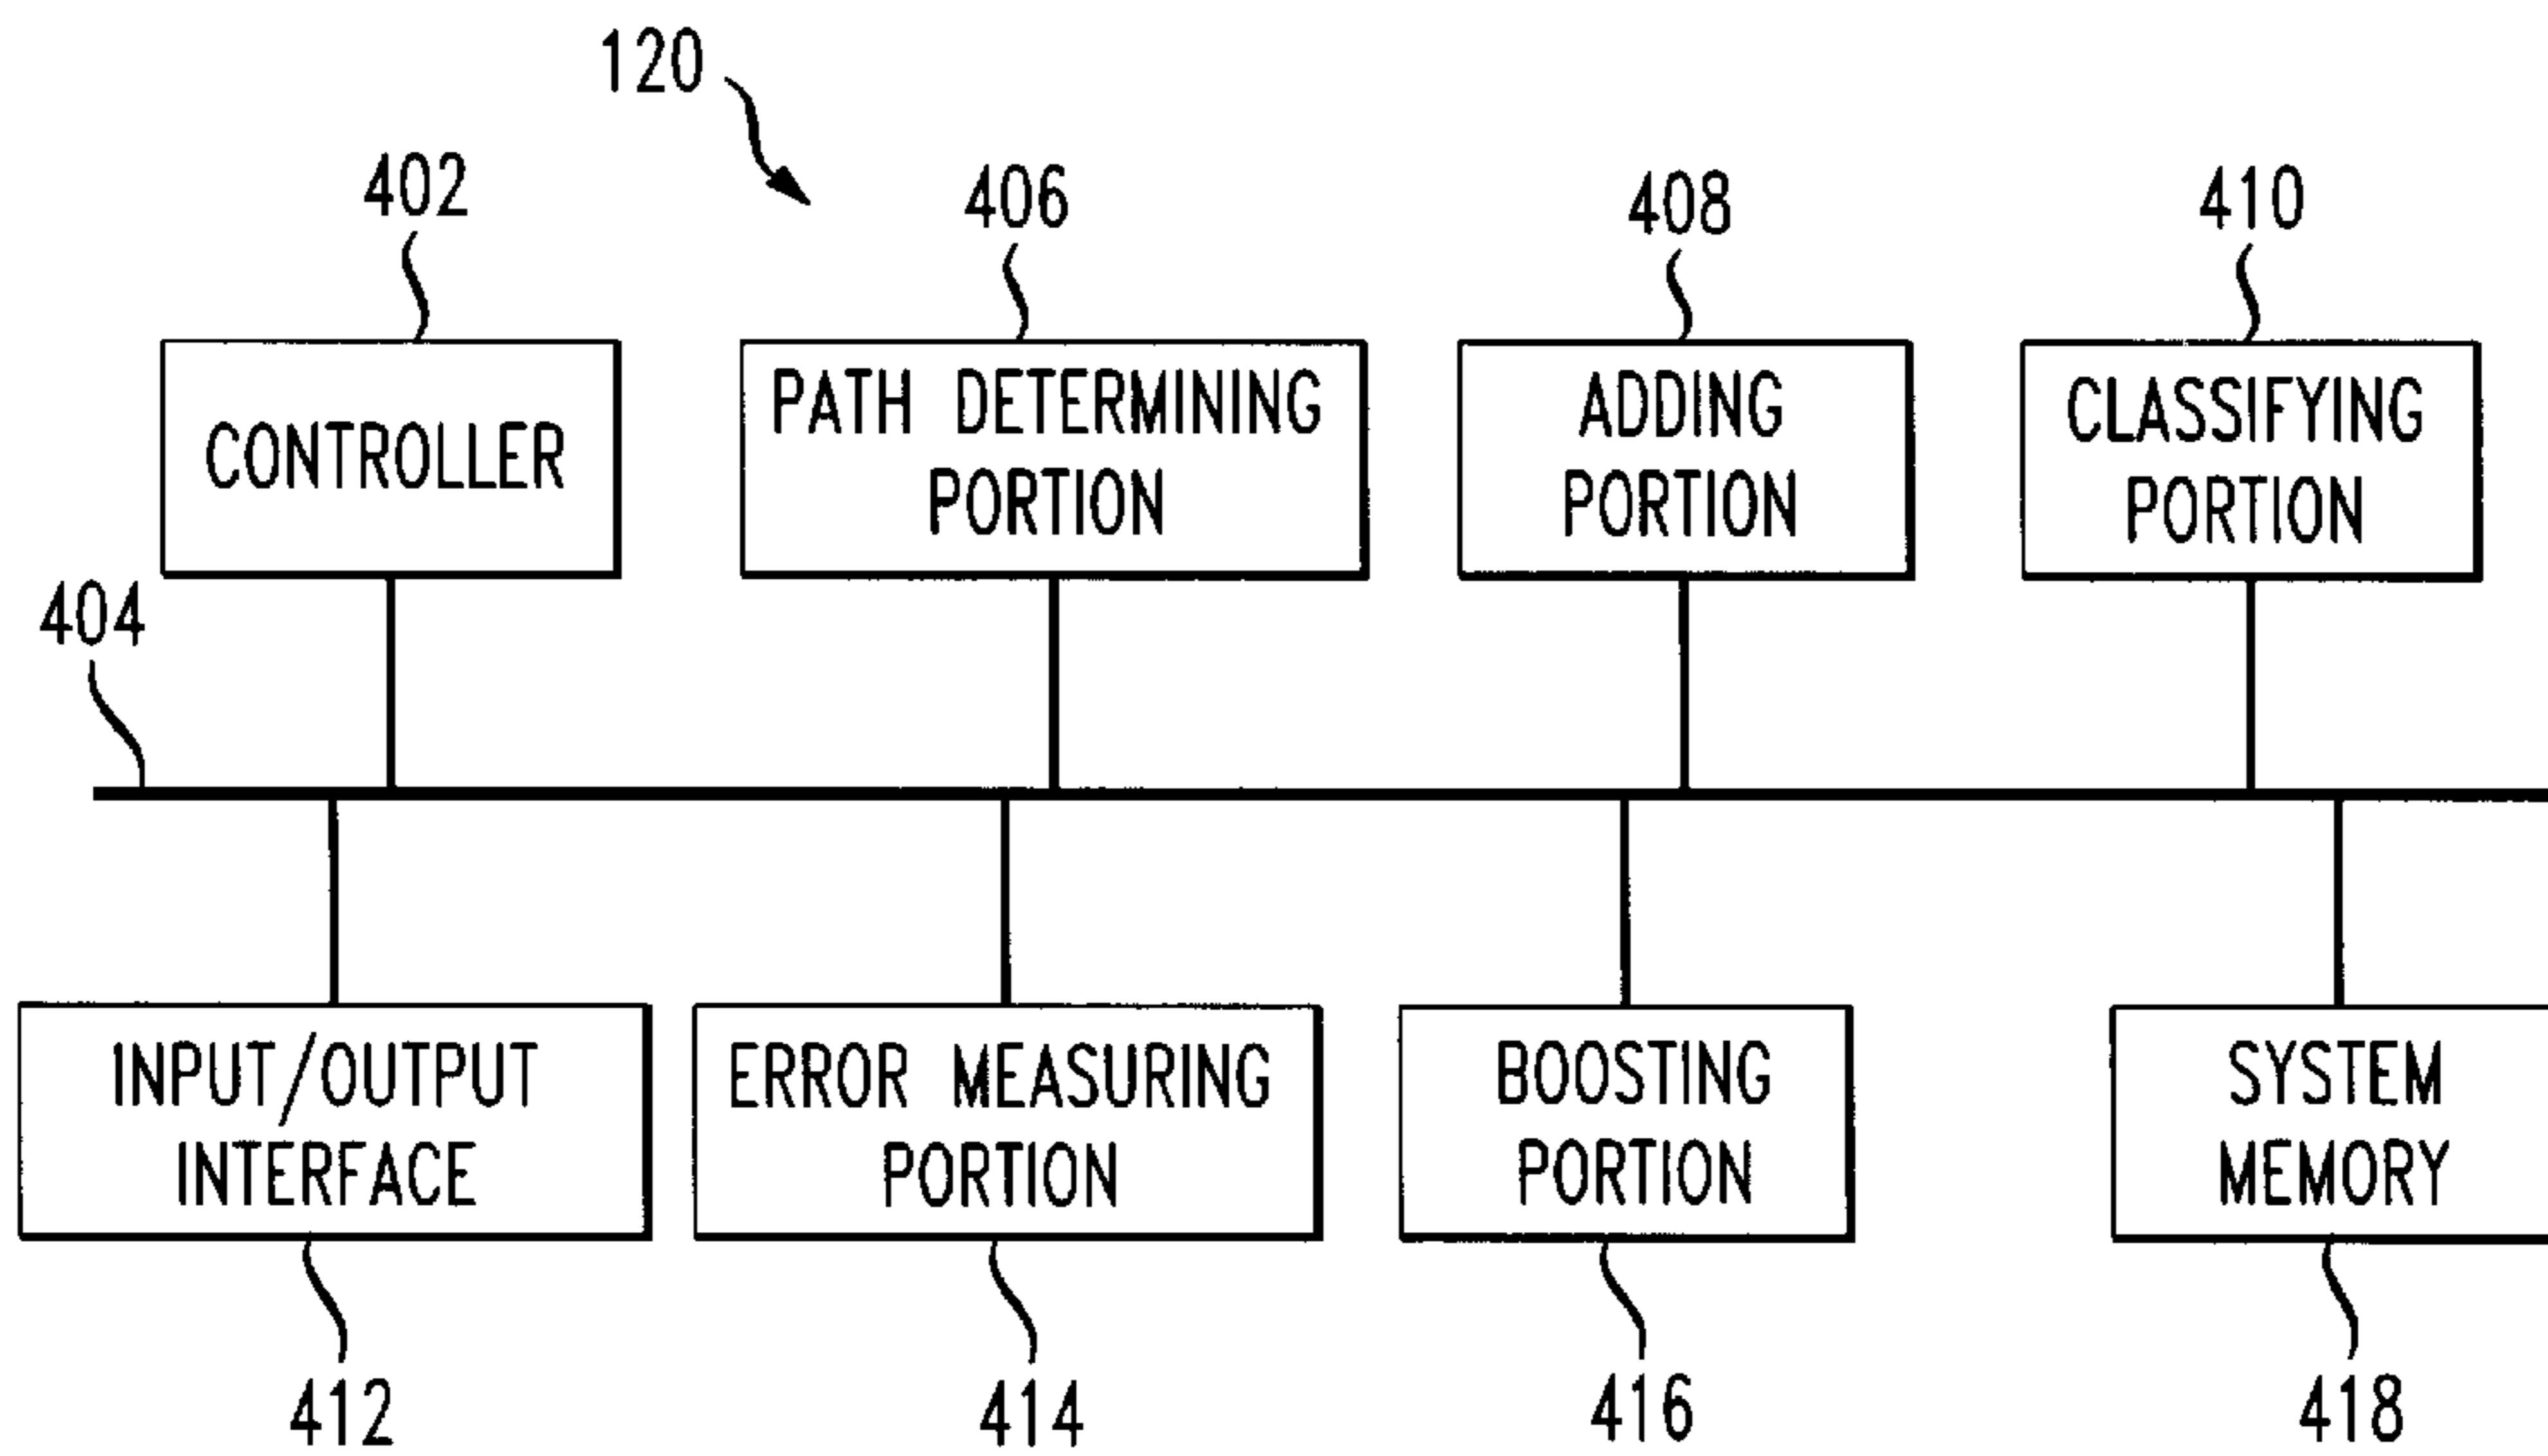 120
402
406
408
410
CONTROLLER
PATH DETERMINING
PORTION
ADDING
PORTION
CLASSIFYING
PORTION
404
INPUT/OUTPUT
INTERFACE
ERROR MEASURING
PORTION
BOOSTING
PORTION
SYSTEM
MEMORY
412
414
416
418